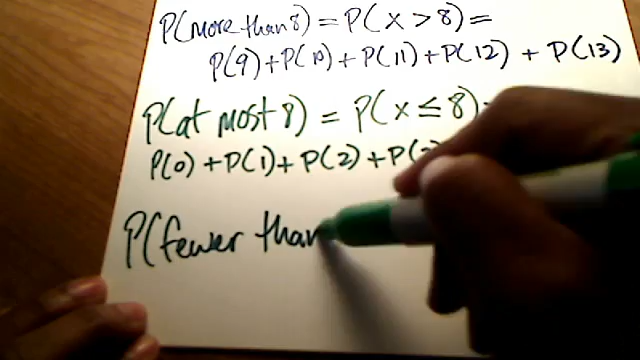 P(more than 8) = P(x > 8) =
P(9) + P(10) + P(11) + P(12) + P(13)
P(at most 8) = P(x ≤ 8)
P(0) + P(1) + P(2) + P(
P(fewer than